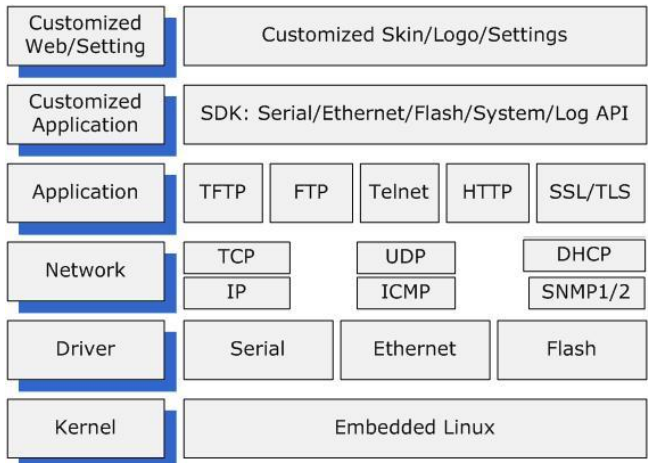 Customized
Web/Setting
Customized Skin/Logo/Settings
Customized
Application
SDK: Serial/Ethernet/Flash/System/Log API
Application
TFTP
FTP
Telnet
HTTP
SSL/TLS
Network
TCP
UDP
DHCP
IP
ICMP
SNMP1/2
Driver
Serial
Ethernet
Flash
Kernel
Embedded Linux